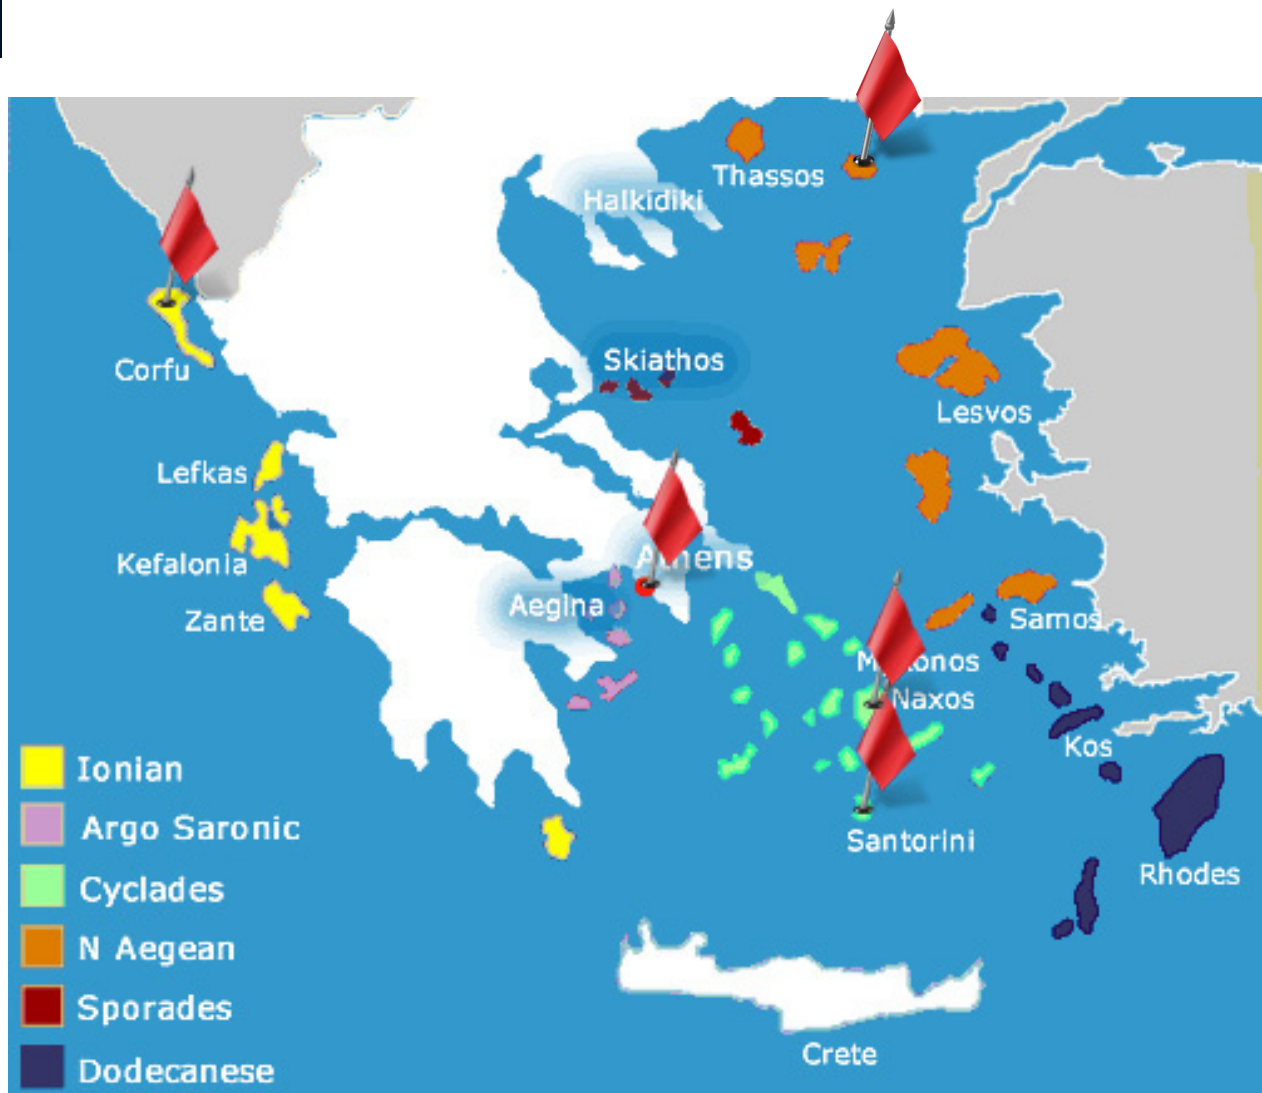 Thassos
Halkidiki
Skiathos
Corfu
Lesvos
Lefkas
Kefalonia
Zante
Aegina
Samos
Naxos
Kos
Santorini
Rhodes
Crete
Ionian
Argo Saronic
Cyclades
N Aegean
Sporades
Dodecanese